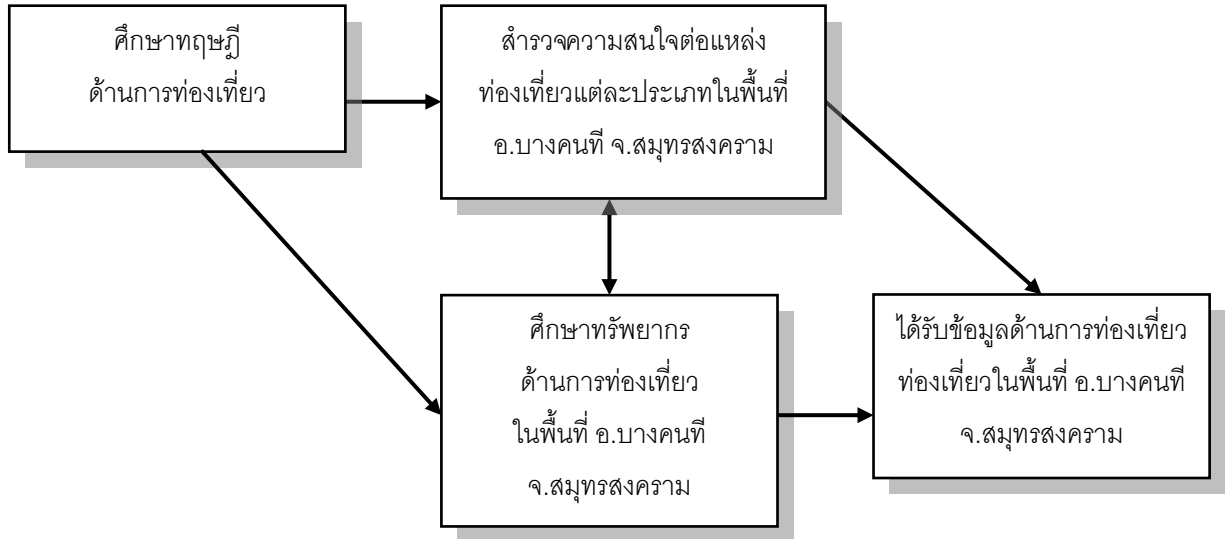 ศึกษาทฤษฎี
ด้านการท่องเที่ยว
สำรวจความสนใจต่อแหล่ง
ท่องเที่ยวแต่ละประเภทในพื้นที่
อ.บางคนที จ.สมุทรสงคราม
ศึกษาทรัพยากร
ด้านการท่องเที่ยว
ในพื้นที่ อ.บางคนที
จ.สมุทรสงคราม
ได้รับข้อมูลด้านการท่องเที่ยว
ท่องเที่ยวในพื้นที่ อ.บางคนที
จ.สมุทรสงคราม